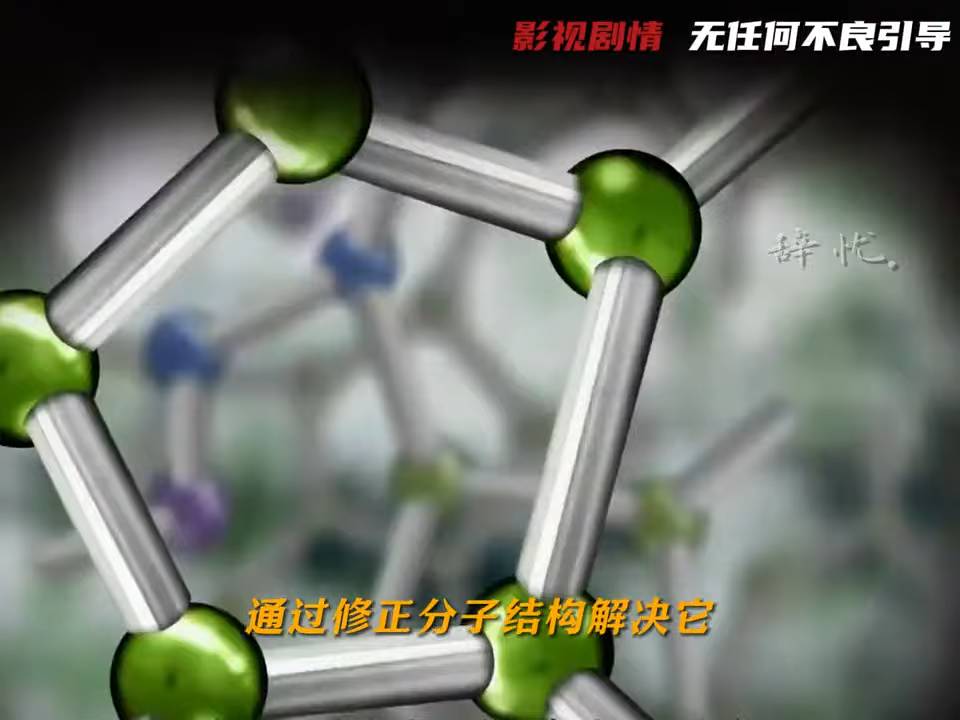 影视剧情 无任何不良引导
辞忧.
通过修正分子结构解决它